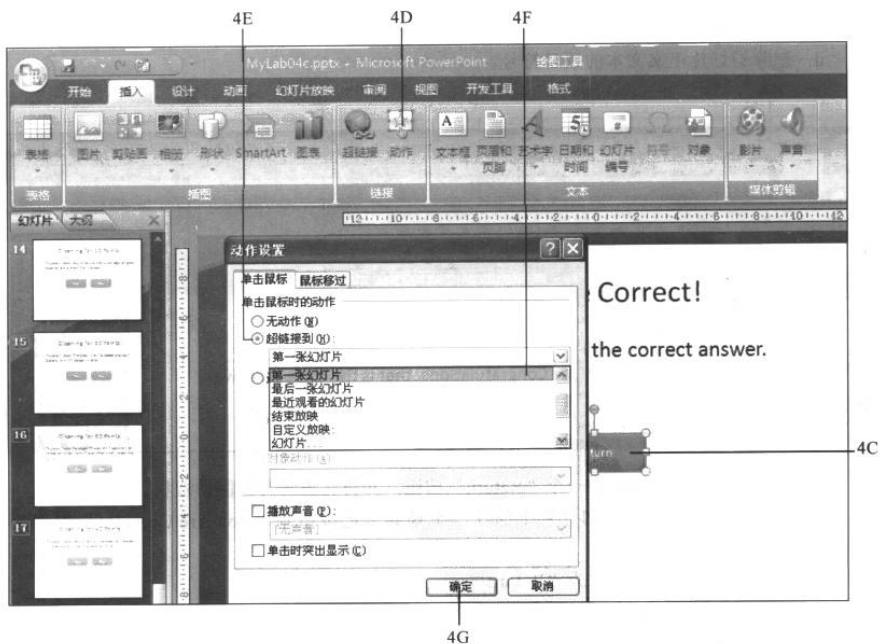 4E 4D 4F
MyLab04c.pptx - Microsoft PowerPoint 绘图工具
开始 插入 设计 动画 幻灯片放映 审阅 视图 开发工具 格式
表格 图片 剪贴画 相册 形状 SmartArt 图表 超链接 动作 文本框 页眉和页脚 艺术字 日期和时间 幻灯片编号 符号 对象 影片 声音
表格 插图 链接 文本 媒体剪辑
幻灯片 大纲
14
15
16
17
动作设置
单击鼠标 鼠标移过
单击鼠标时的动作
无动作(N)
超链接到(H):
第一张幻灯片
第一张幻灯片
最后一张幻灯片
最近观看的幻灯片
结束放映
自定义放映...
幻灯片...
对象动作(A):
播放声音(P):
[无声音]
单击时突出显示(C)
确定 取消
Correct!
the correct answer.
turn
4C
4G